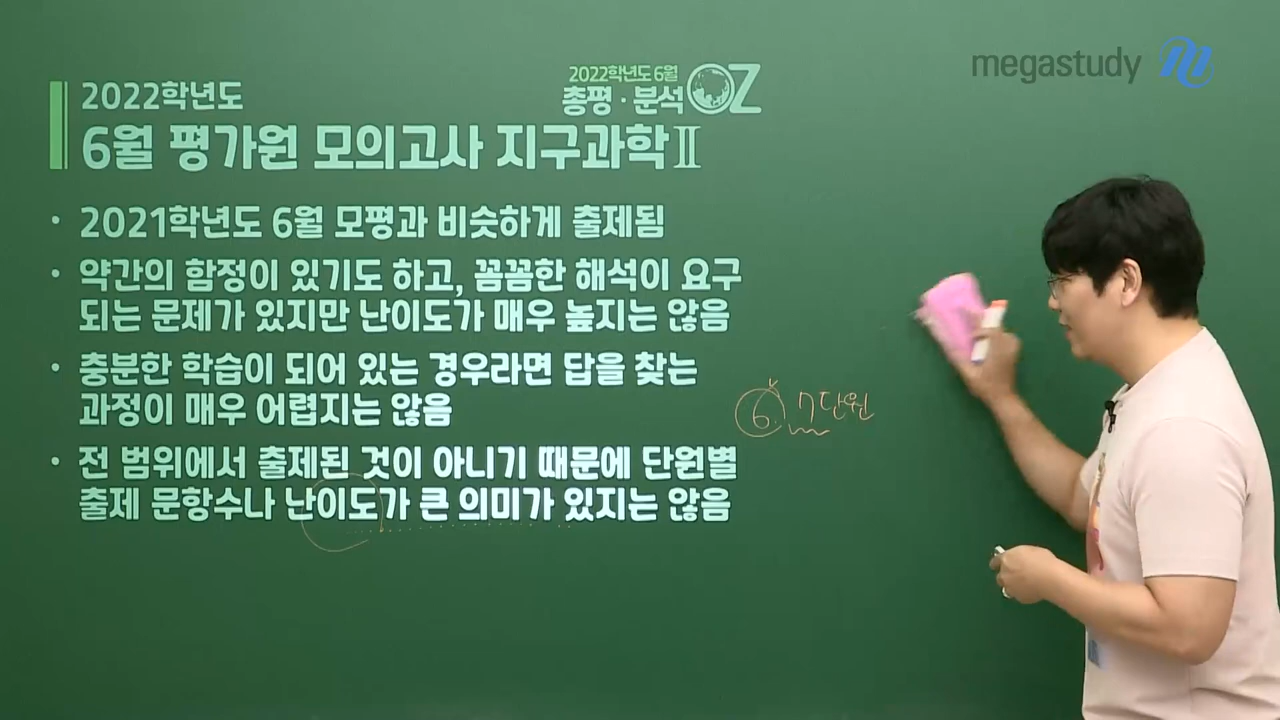 megastudy
2022학년도 6월
총평·분석 OZ
2022학년도
6월 평가원 모의고사 지구과학Ⅱ
• 2021학년도 6월 모평과 비슷하게 출제됨
• 약간의 함정이 있기도 하고, 꼼꼼한 해석이 요구
되는 문제가 있지만 난이도가 매우 높지는 않음
• 충분한 학습이 되어 있는 경우라면 답을 찾는
과정이 매우 어렵지는 않음
6. 7단원
• 전 범위에서 출제된 것이 아니기 때문에 단원별
출제 문항수나 난이도가 큰 의미가 있지는 않음